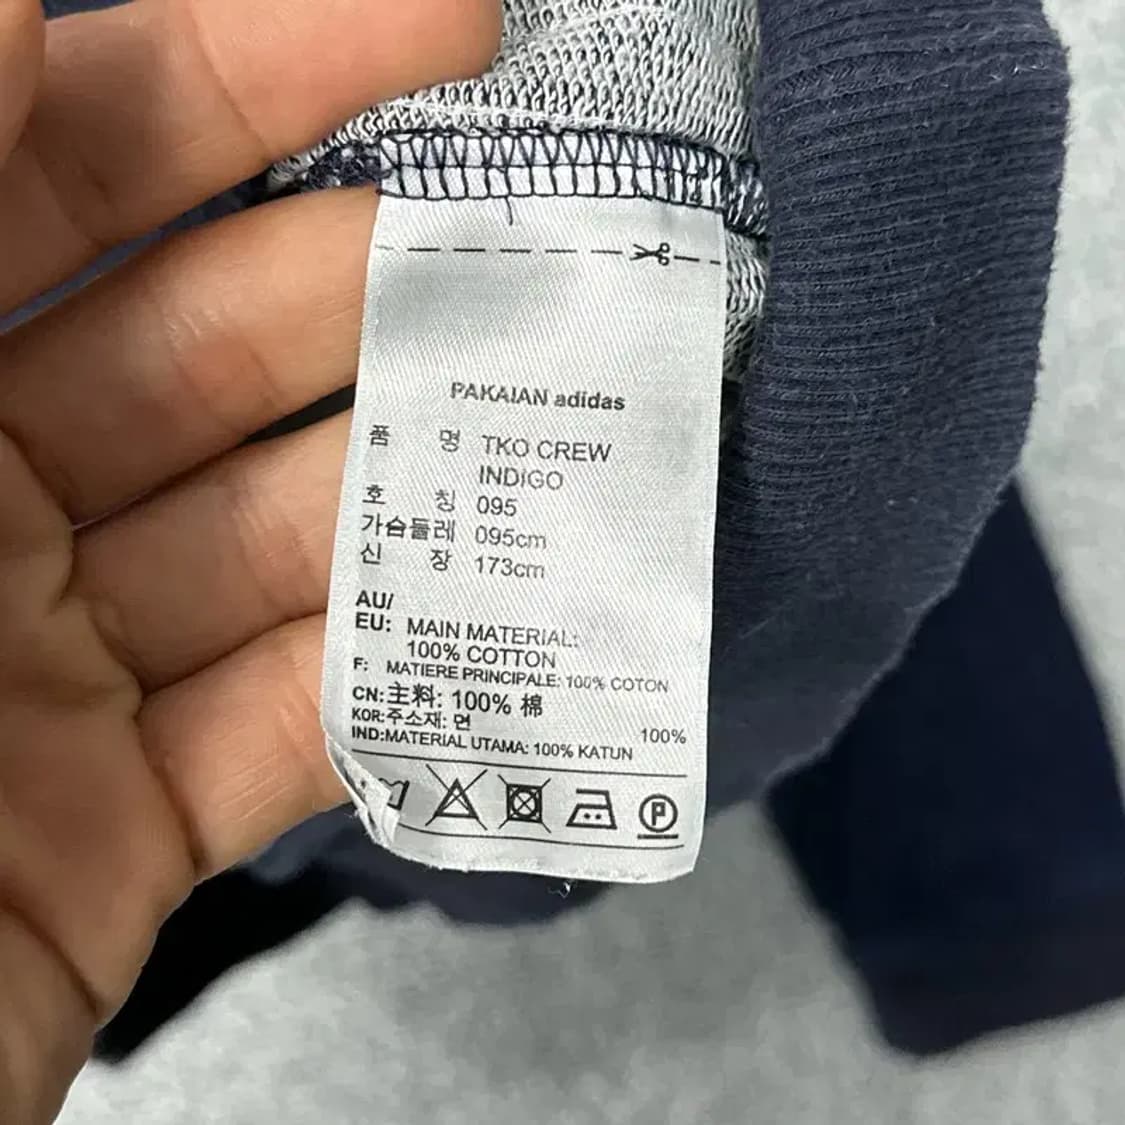 PAKAIAN adidas
품 명 TKO CREW
INDIGO
호 칭 095
가슴둘레 095cm
신 장 173cm
AU/
EU: MAIN MATERIAL:
100% COTTON
F: MATIERE PRINCIPALE: 100% COTON
CN:主料: 100% 棉
KOR:주소재: 면 100%
IND:MATERIAL UTAMA: 100% KATUN
P